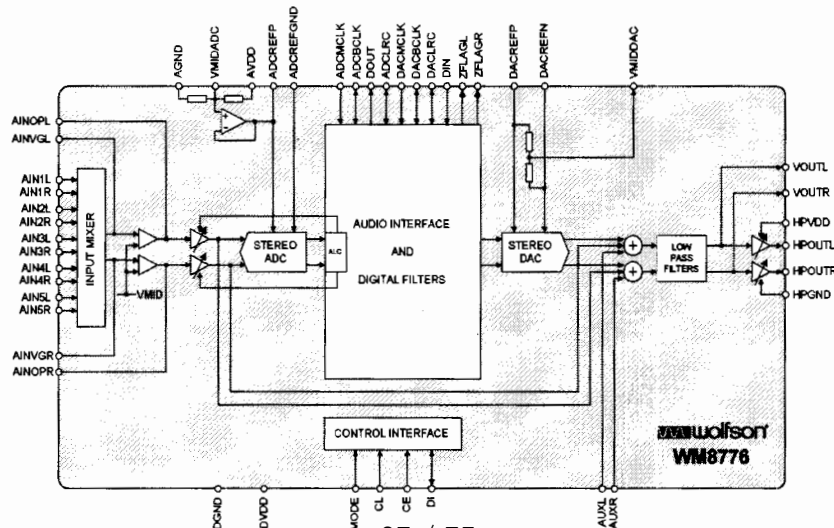 AGND
VMIDADC
AVDD
ADCREFP
ADCREFGND
ADCMCLK
ADCBCLK
DOUT
ADCLRC
DACMCLK
DACBCLK
DACLRC
DIN
ZFLAGL
ZFLAGR
DACREFP
DACREFN
VMIDDAC
AINOPL
AINVGL
AIN1L
AIN1R
AIN2L
AIN2R
AIN3L
AIN3R
AIN4L
AIN4R
AIN5L
AIN5R
AINVGR
AINOPR
INPUT MIXER
VMID
STEREO
ADC
ALC
AUDIO INTERFACE
AND
DIGITAL FILTERS
STEREO
DAC
LOW
PASS
FILTERS
VOUTL
VOUTR
HPVDD
HPOUTL
HPOUTR
HPGND
CONTROL INTERFACE
wolfson
WM8776
DGND
DVDD
MODE
CL
CE
DI
AUXL
AUXR